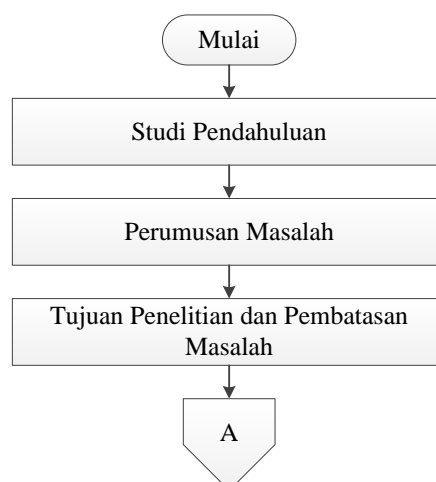 Mulai
Studi Pendahuluan
Perumusan Masalah
Tujuan Penelitian dan Pembatasan
Masalah
A